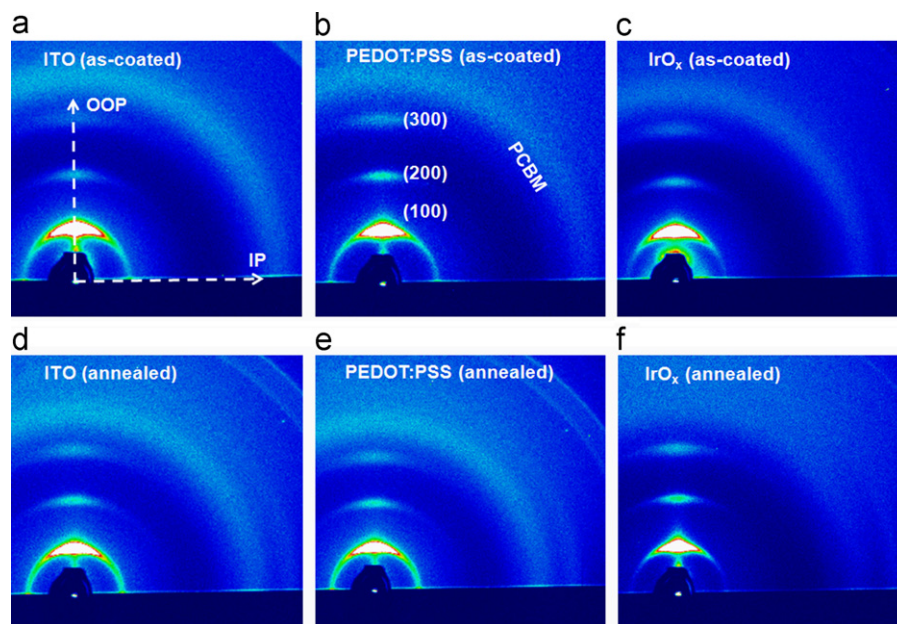 a
ITO (as-coated)
OOP
IP
b
PEDOT:PSS (as-coated)
(300)
(200)
(100)
PCBM
c
IrOₓ (as-coated)
d
ITO (annealed)
e
PEDOT:PSS (annealed)
f
IrOₓ (annealed)